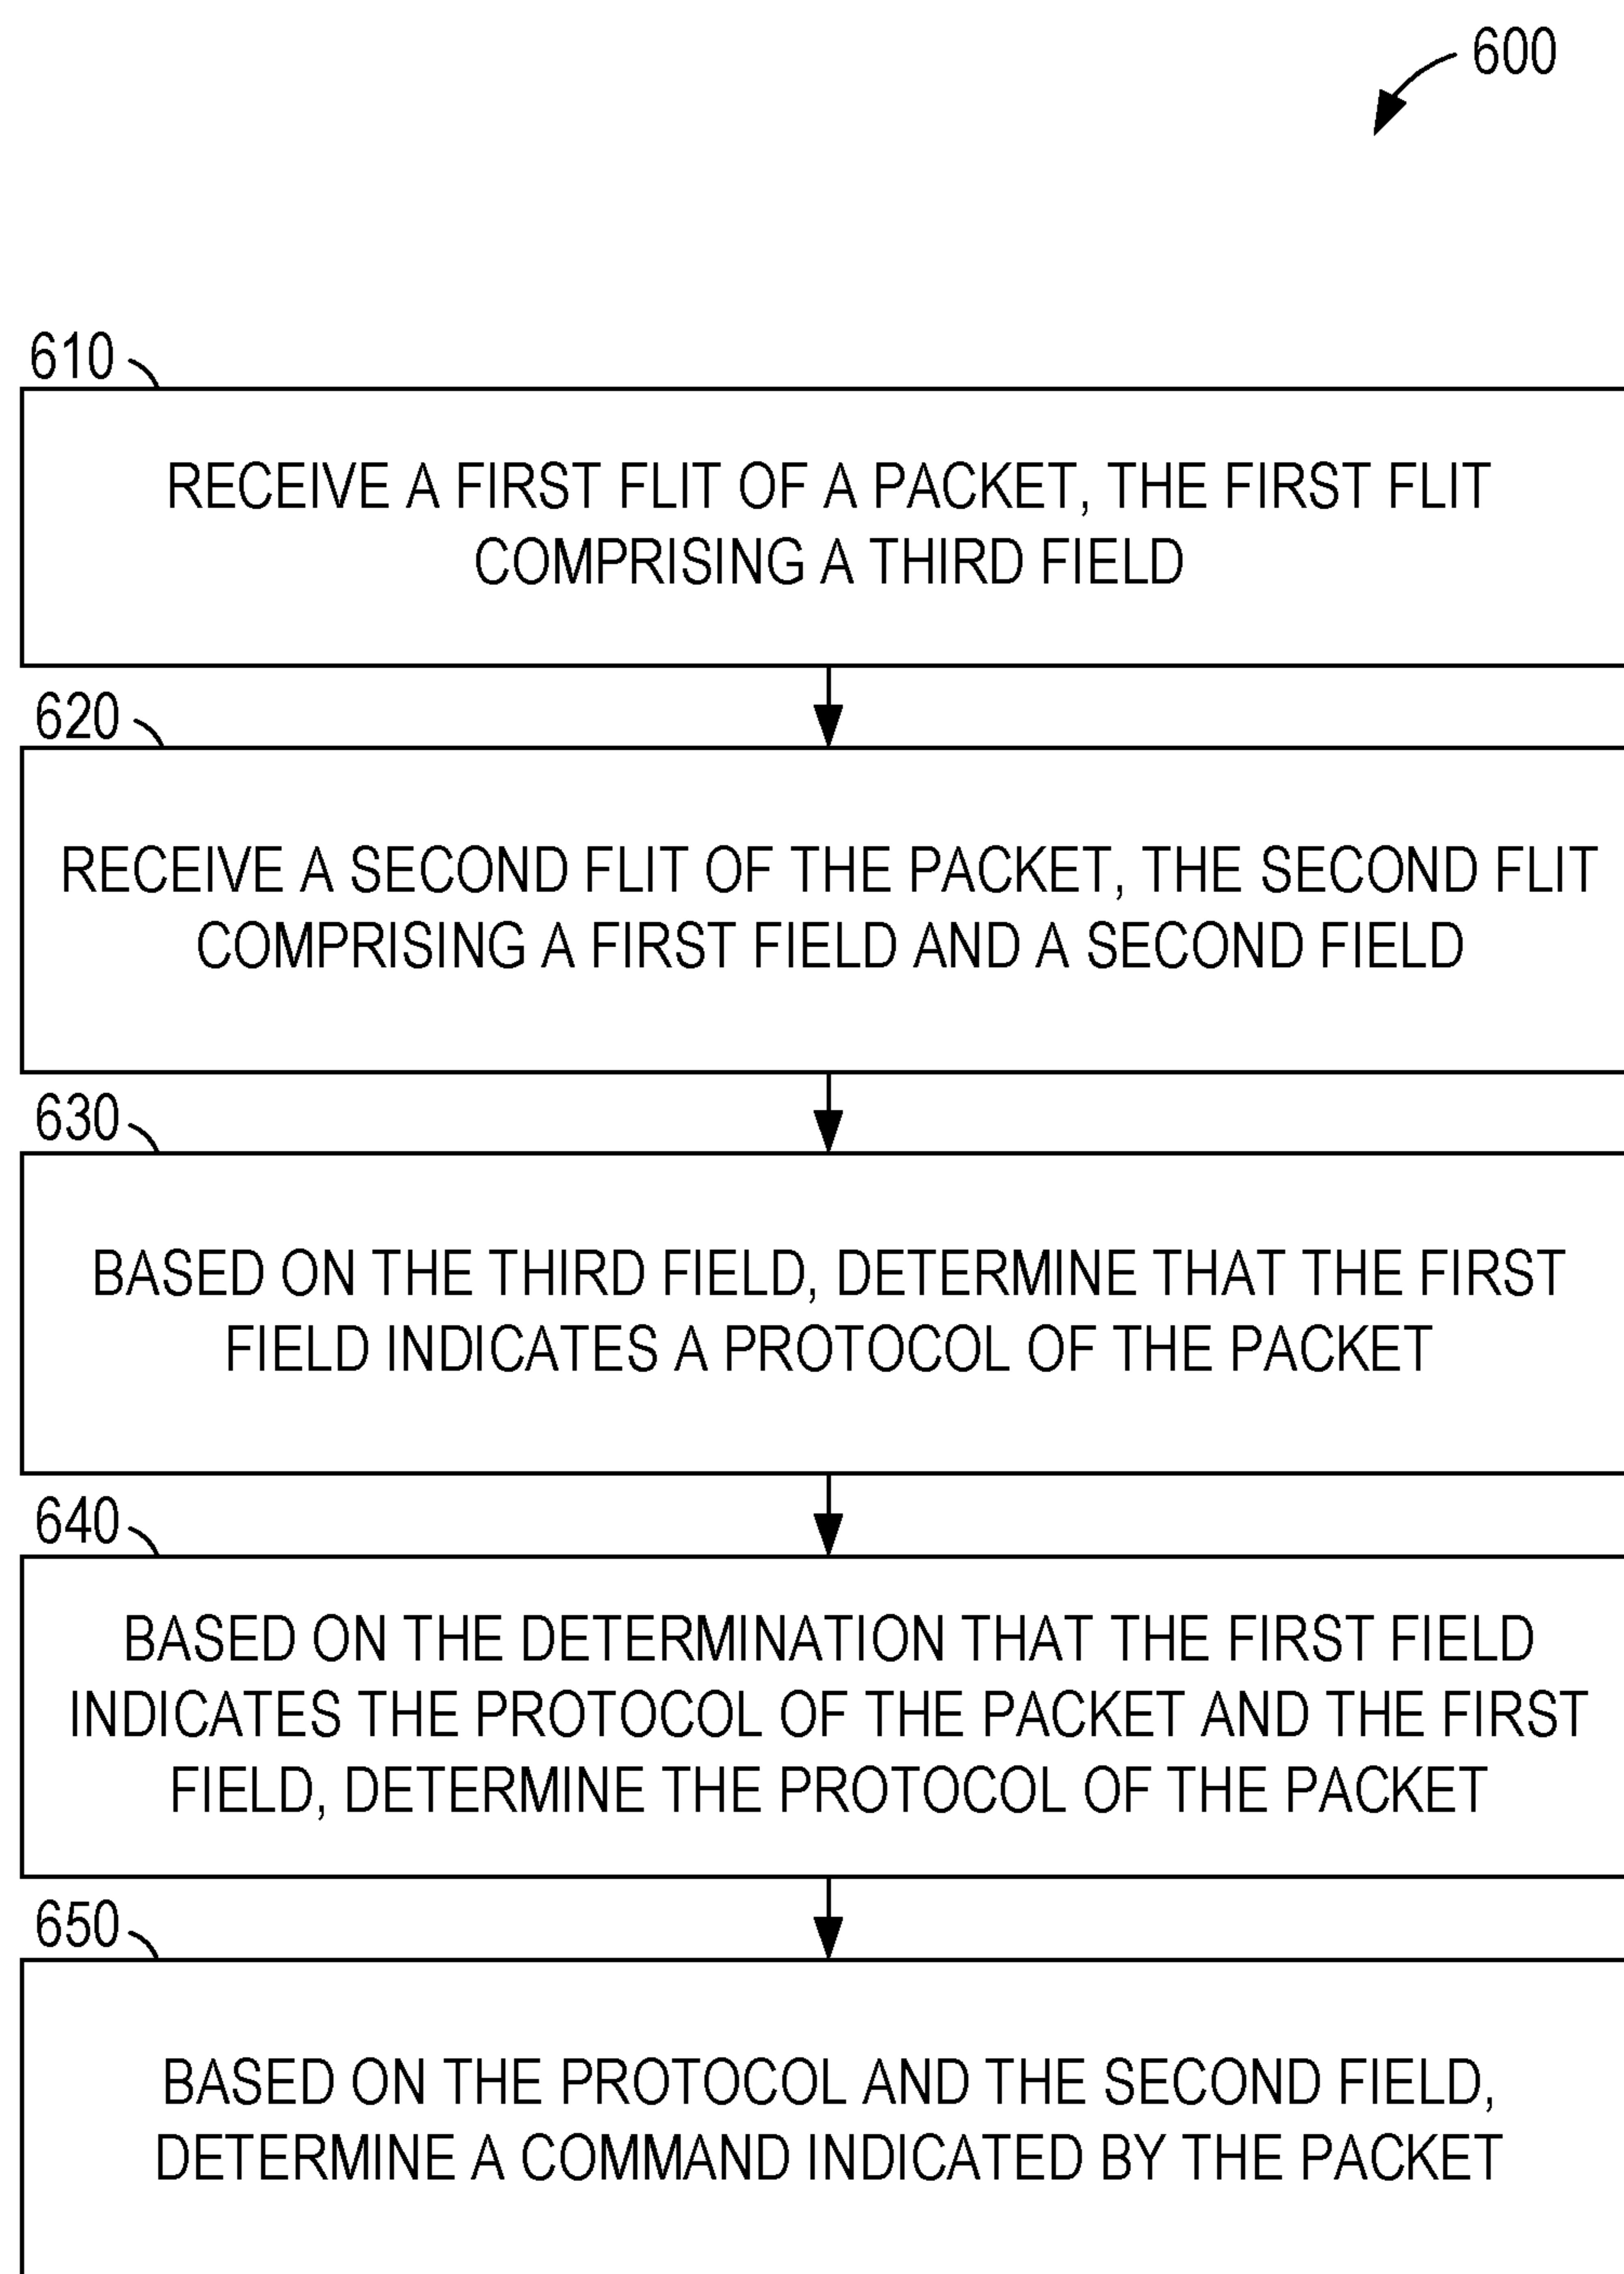 600
610
RECEIVE A FIRST FLIT OF A PACKET, THE FIRST FLIT
COMPRISING A THIRD FIELD
620
RECEIVE A SECOND FLIT OF THE PACKET, THE SECOND FLIT
COMPRISING A FIRST FIELD AND A SECOND FIELD
630
BASED ON THE THIRD FIELD, DETERMINE THAT THE FIRST
FIELD INDICATES A PROTOCOL OF THE PACKET
640
BASED ON THE DETERMINATION THAT THE FIRST FIELD
INDICATES THE PROTOCOL OF THE PACKET AND THE FIRST
FIELD, DETERMINE THE PROTOCOL OF THE PACKET
650
BASED ON THE PROTOCOL AND THE SECOND FIELD,
DETERMINE A COMMAND INDICATED BY THE PACKET